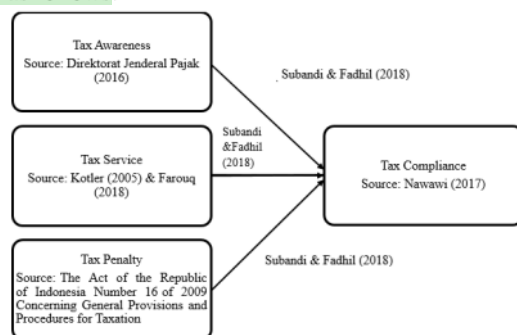 Tax Awareness
Source: Direktorat Jenderal Pajak
(2016)
. Subandi & Fadhil (2018)
Subandi
&Fadhil
(2018)
Tax Service
Source: Kotler (2005) & Farouq
(2018)
Tax Compliance
Source: Nawawi (2017)
Tax Penalty
Source: The Act of the Republic
of Indonesia Number 16 of 2009
Concerning General Provisions and
Procedures for Taxation
Subandi & Fadhil (2018)